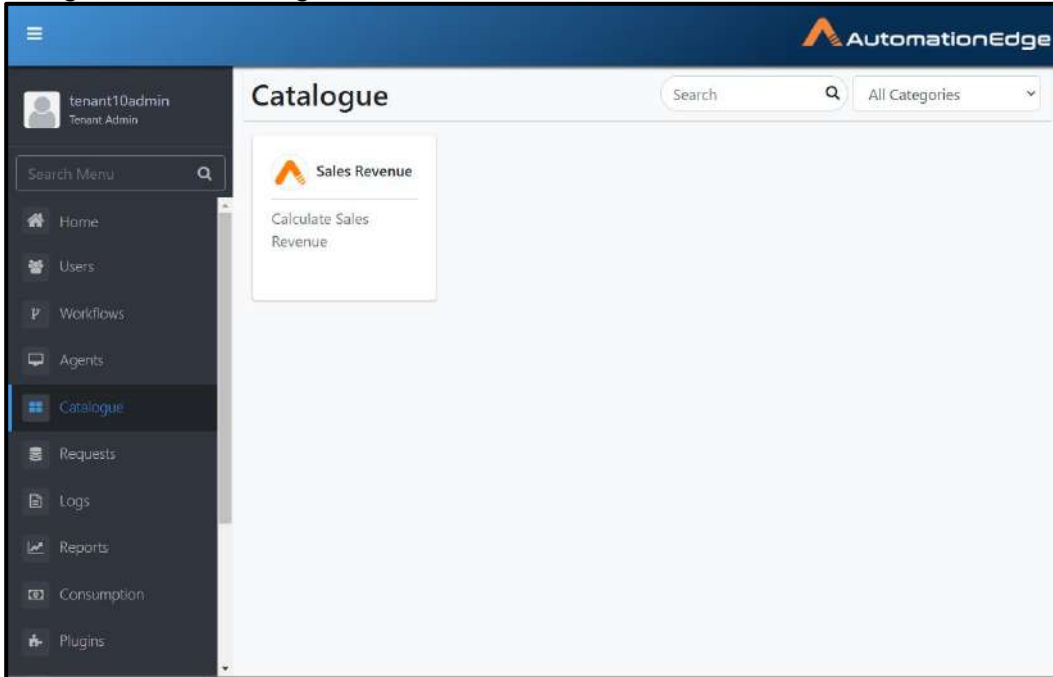 AutomationEdge
tenant10admin
Tenant Admin
Search Menu
Home
Users
Workflows
Agents
Catalogue
Requests
Logs
Reports
Consumption
Plugins
Catalogue
Search
All Categories
Sales Revenue
Calculate Sales
Revenue